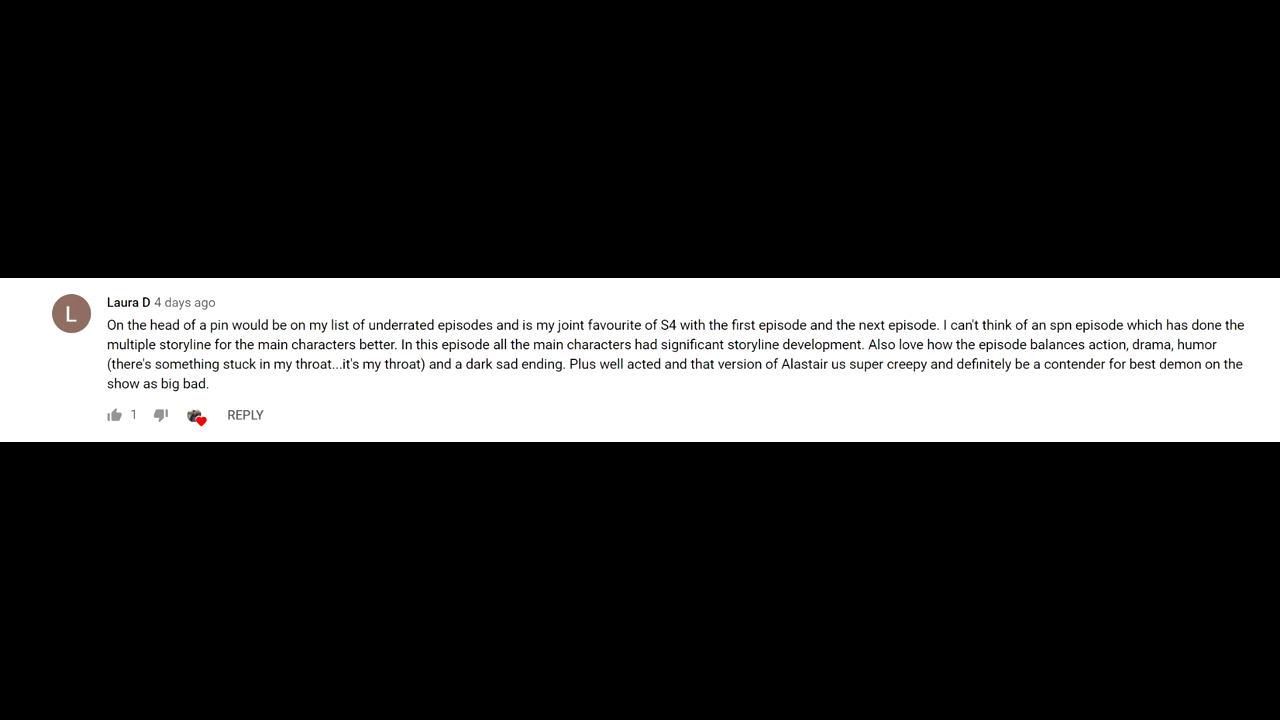 L
Laura D 4 days ago
On the head of a pin would be on my list of underrated episodes and is my joint favourite of S4 with the first episode and the next episode. I can't think of an spn episode which has done the
multiple storyline for the main characters better. In this episode all the main characters had significant storyline development. Also love how the episode balances action, drama, humor
(there's something stuck in my throat...it's my throat) and a dark sad ending. Plus well acted and that version of Alastair us super creepy and definitely be a contender for best demon on the
show as big bad.
1 REPLY